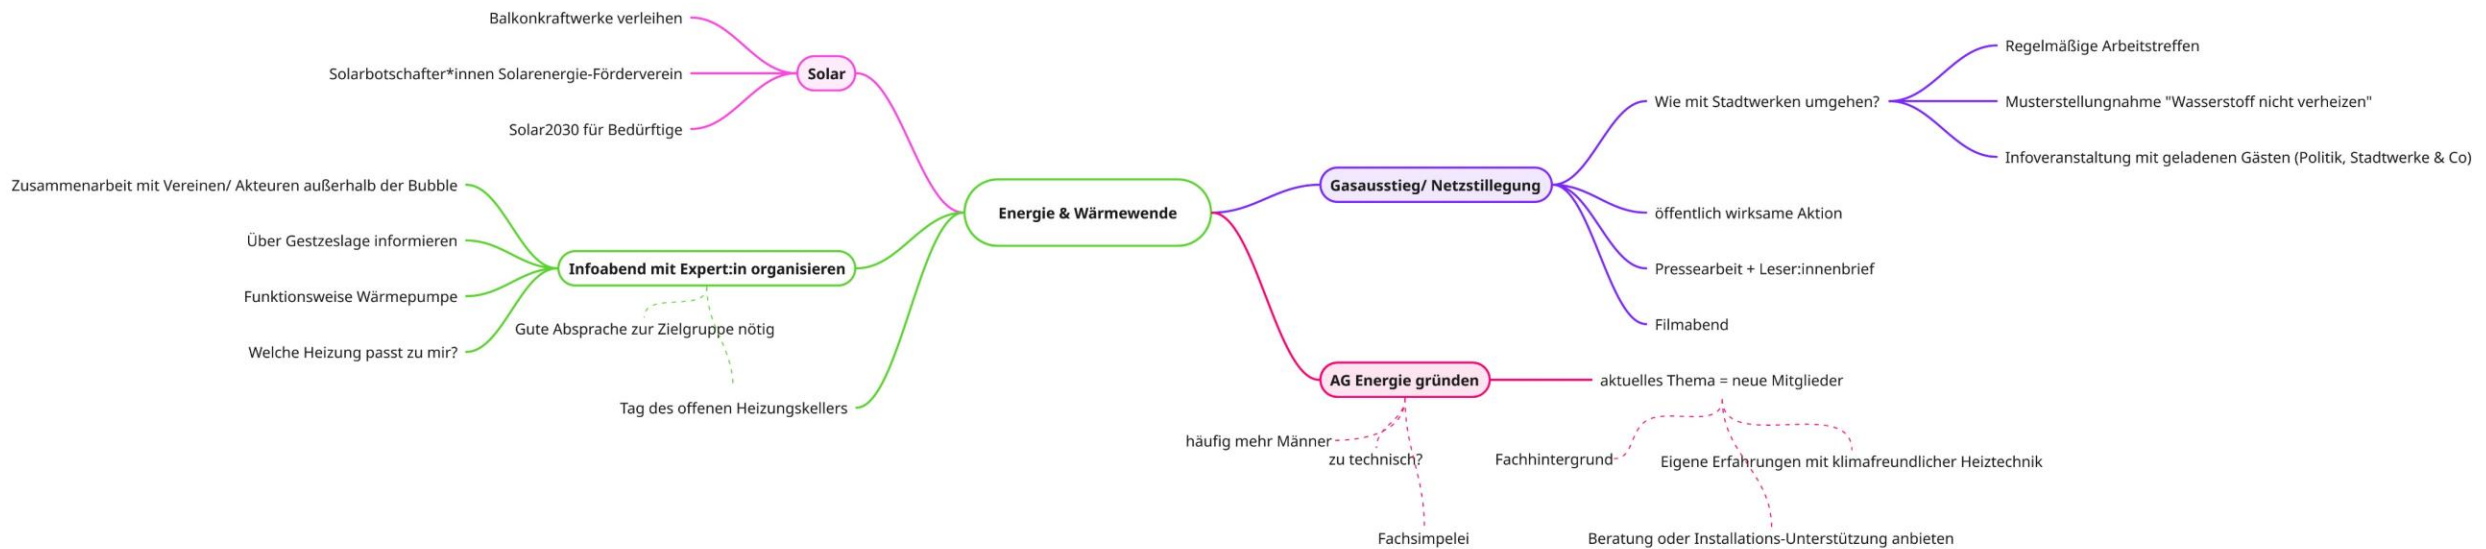 Balkonkraftwerke verleihen
Solarbotschafter*innen Solarenergie-Förderverein
Solar2030 für Bedürftige
Solar
Zusammenarbeit mit Vereinen/ Akteuren außerhalb der Bubble
Über Gestzeslage informieren
Funktionsweise Wärmepumpe
Welche Heizung passt zu mir?
Infoabend mit Expert:in organisieren
Gute Absprache zur Zielgruppe nötig
Tag des offenen Heizungskellers
Energie & Wärmewende
Gasausstieg/ Netzstillegung
Wie mit Stadtwerken umgehen?
Regelmäßige Arbeitstreffen
Musterstellungnahme "Wasserstoff nicht verheizen"
Infoveranstaltung mit geladenen Gästen (Politik, Stadtwerke & Co)
öffentlich wirksame Aktion
Pressearbeit + Leser:innenbrief
Filmabend
AG Energie gründen
aktuelles Thema = neue Mitglieder
häufig mehr Männer
zu technisch?
Fachsimpelei
Fachhintergrund
Eigene Erfahrungen mit klimafreundlicher Heiztechnik
Beratung oder Installations-Unterstützung anbieten